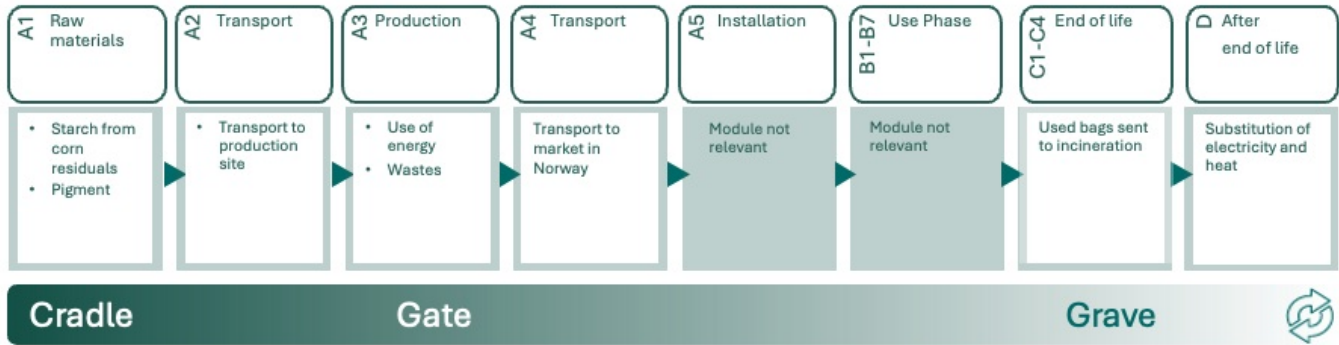 A1
Raw
materials
A2
Transport
A3
Production
A4
Transport
A5
Installation
B1-B7
Use Phase
C1-C4
End of life
D
After
end of life
• Starch from
corn
residuals
• Pigment
• Transport to
production
site
• Use of
energy
• Wastes
Transport to
market in
Norway
Module not
relevant
Module not
relevant
Used bags sent
to incineration
Substitution of
electricity and
heat
Cradle
Gate
Grave